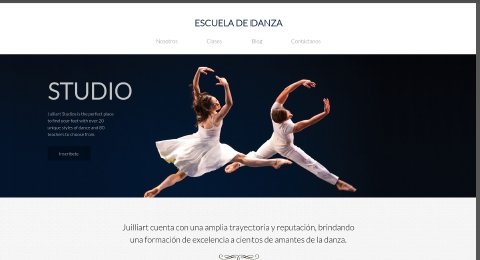 ESCUELA DE DANZA
Nosotros Clases Blog Contáctanos
STUDIO
Juilliart Studios is the perfect place
to find your feet with over 20
unique styles of dance and 80
teachers to choose from.
Inscríbete
Juilliart cuenta con una amplia trayectoria y reputación, brindando
una formación de excelencia a cientos de amantes de la danza.